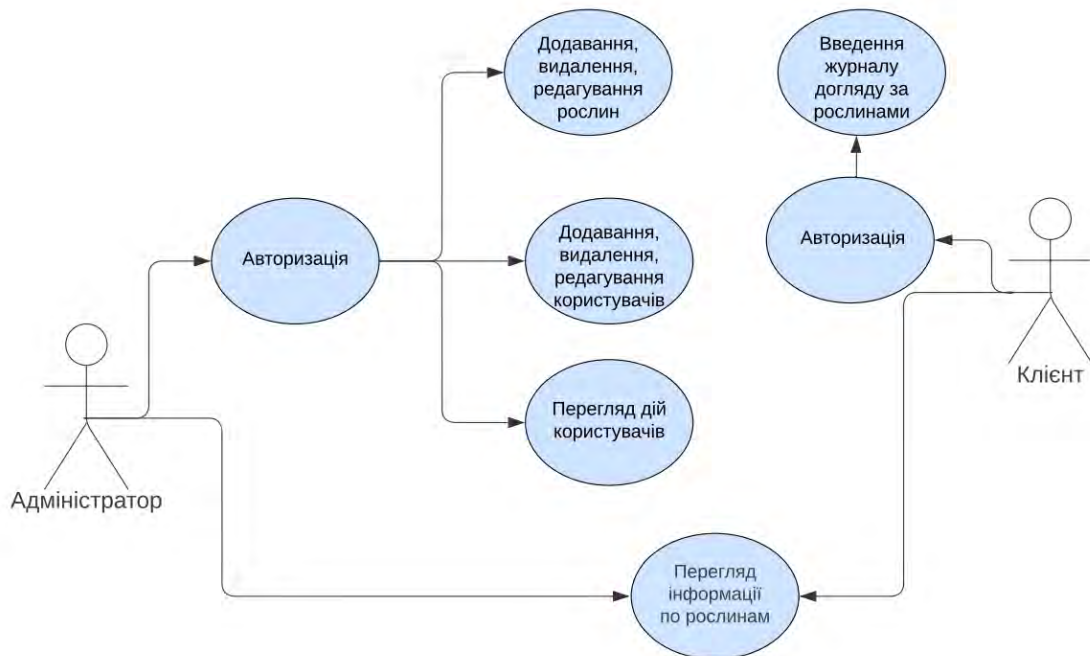 Додавання,
видалення,
редагування
рослин
Введення
журналу
догляду за
рослинами
Авторизація
Додавання,
видалення,
редагування
користувачів
Авторизація
Клієнт
Перегляд дій
користувачів
Адміністратор
Перегляд
інформації
по рослинам